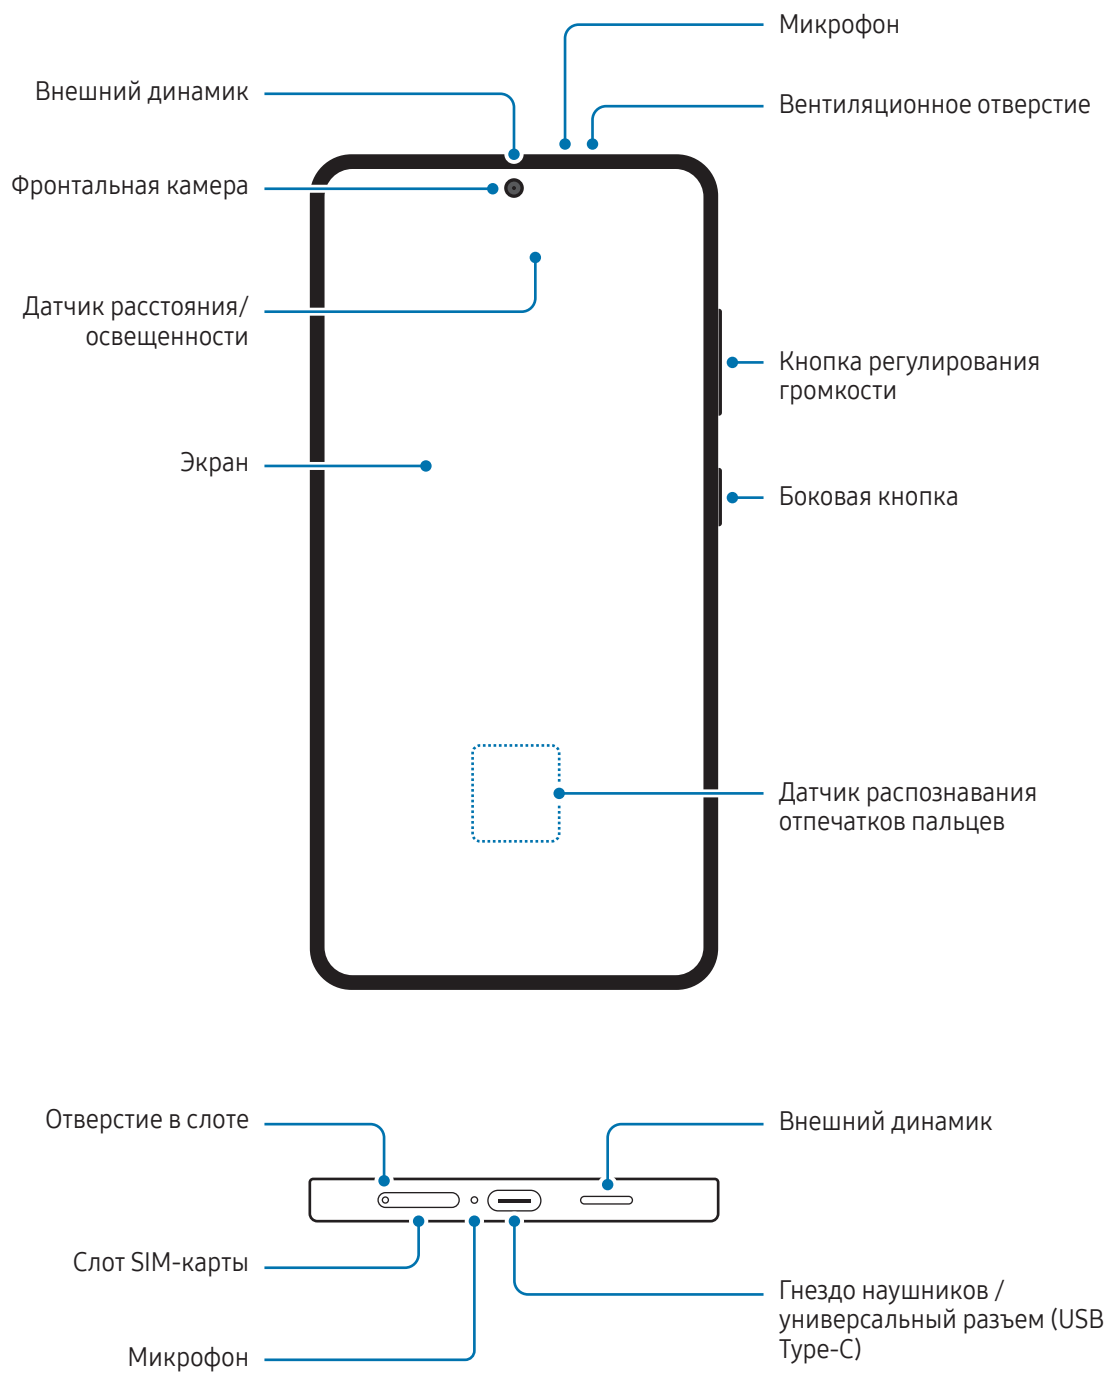 Микрофон
Внешний динамик
Вентиляционное отверстие
Фронтальная камера
Датчик расстояния/
освещенности
Кнопка регулирования
громкости
Экран
Боковая кнопка
Датчик распознавания
отпечатков пальцев
Отверстие в слоте
Внешний динамик
Слот SIM-карты
Гнездо наушников /
универсальный разъем (USB
Type-C)
Микрофон